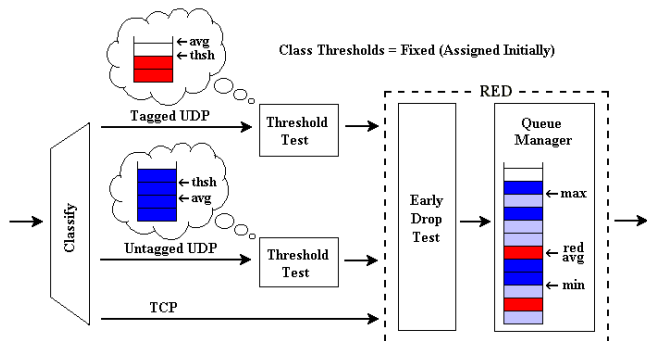 avg
thsh
Class Thresholds = Fixed (Assigned Initially)
RED
Tagged UDP
Threshold
Test
Queue
Manager
thsh
avg
max
Classify
Early
Drop
Test
Untagged UDP
Threshold
Test
red
avg
min
TCP